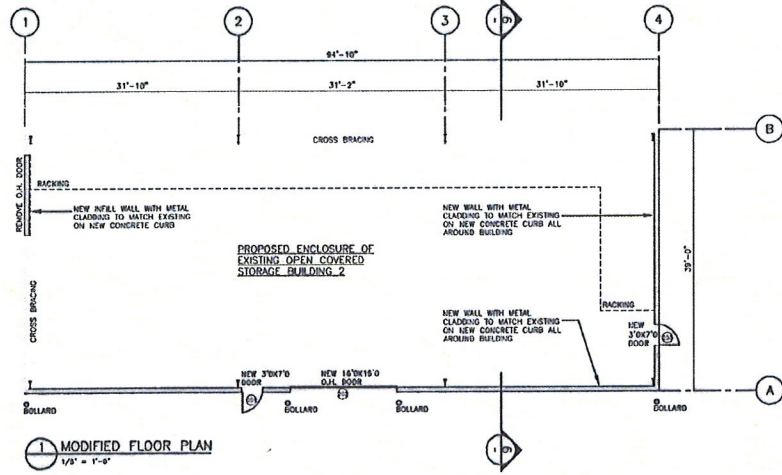 1
2
3
4
94'-10"
31'-10"
31'-2"
31'-10"
CROSS BRACING
B
REMOVE O.H. DOOR
RACKING
NEW INFILL WALL WITH METAL
CLADDING TO MATCH EXISTING
ON NEW CONCRETE CURB
NEW WALL WITH METAL
CLADDING TO MATCH EXISTING
ON NEW CONCRETE CURB ALL
AROUND BUILDING
PROPOSED ENCLOSURE OF
EXISTING OPEN COVERED
STORAGE BUILDING 2
39'-0"
CROSS BRACING
RACKING
NEW WALL WITH METAL
CLADDING TO MATCH EXISTING
ON NEW CONCRETE CURB ALL
AROUND BUILDING
NEW
3'0X7'0
DOOR
NEW 3'0X7'0
DOOR
NEW 16'0X15'0
O.H. DOOR
A
BOLLARD
BOLLARD
BOLLARD
BOLLARD
1
MODIFIED FLOOR PLAN
1/8" = 1'-0"